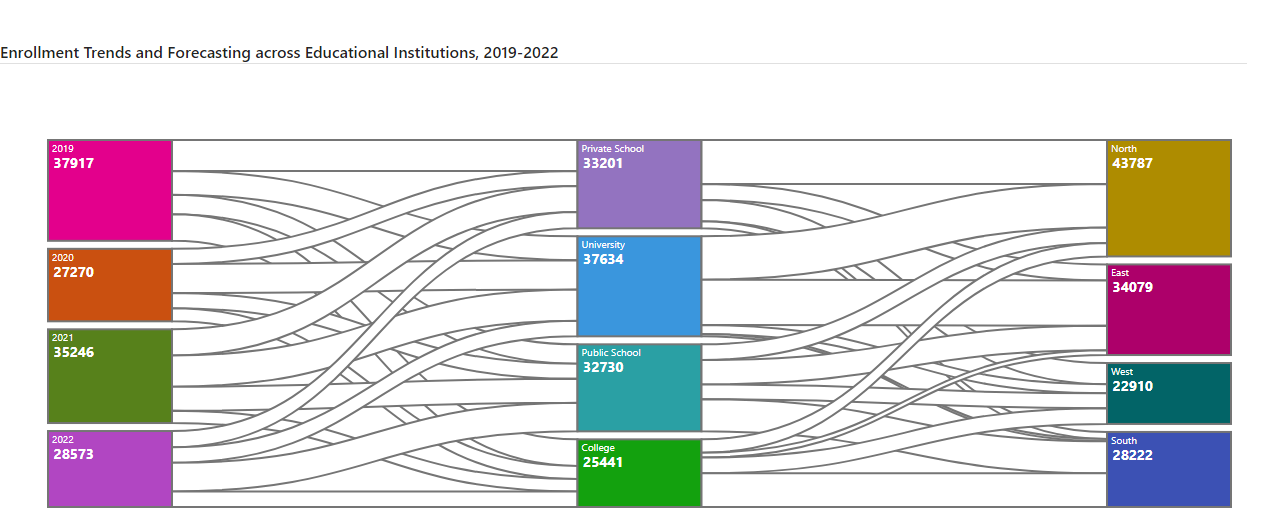 Enrollment Trends and Forecasting across Educational Institutions, 2019-2022
2019
37917
2020
27270
2021
35246
2022
28573
Private School
33201
University
37634
Public School
32730
College
25441
North
43787
East
34079
West
22910
South
28222